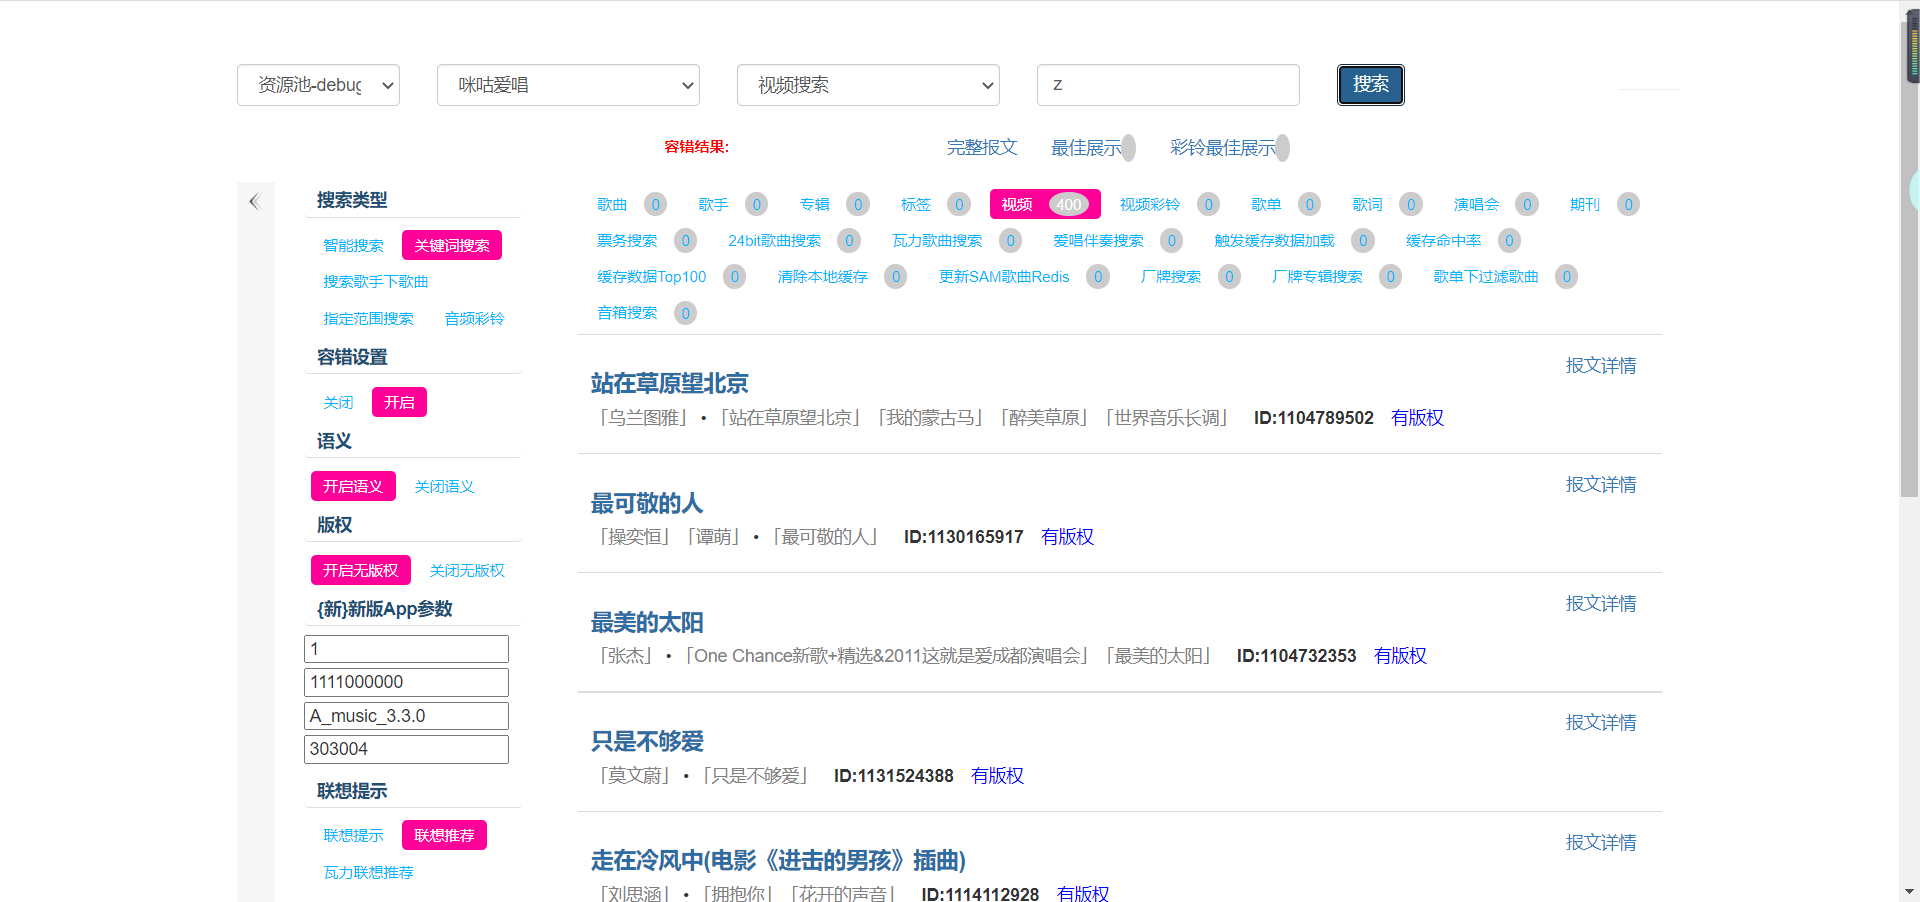 资源池-debug 咪咕爱唱 视频搜索 z 搜索
容错结果: 完整报文 最佳展示 彩铃最佳展示
搜索类型
智能搜索 关键词搜索
搜索歌手下歌曲
指定范围搜索 音频彩铃
容错设置
关闭 开启
语义
开启语义 关闭语义
版权
开启无版权 关闭无版权
{新}新版App参数
1
1111000000
A_music_3.3.0
303004
联想提示
联想提示 联想推荐
瓦力联想推荐
歌曲 0 歌手 0 专辑 0 标签 0 视频 400 视频彩铃 0 歌单 0 歌词 0 演唱会 0 期刊 0
票务搜索 0 24bit歌曲搜索 0 瓦力歌曲搜索 0 爱唱伴奏搜索 0 触发缓存数据加载 0 缓存命中率 0
缓存数据Top100 0 清除本地缓存 0 更新SAM歌曲Redis 0 厂牌搜索 0 厂牌专辑搜索 0 歌单下过滤歌曲 0
音箱搜索 0
报文详情
站在草原望北京
「乌兰图雅」 • 「站在草原望北京」 「我的蒙古马」 「醉美草原」 「世界音乐长调」 ID:1104789502 有版权
报文详情
最可敬的人
「操奕恒」 「谭萌」 • 「最可敬的人」 ID:1130165917 有版权
报文详情
最美的太阳
「张杰」 • 「One Chance新歌+精选&2011这就是爱成都演唱会」 「最美的太阳」 ID:1104732353 有版权
报文详情
只是不够爱
「莫文蔚」 • 「只是不够爱」 ID:1131524388 有版权
报文详情
走在冷风中(电影《进击的男孩》插曲)
「刘思涵」 • 「拥抱你」 「花开的声音」 ID:1114112928 有版权